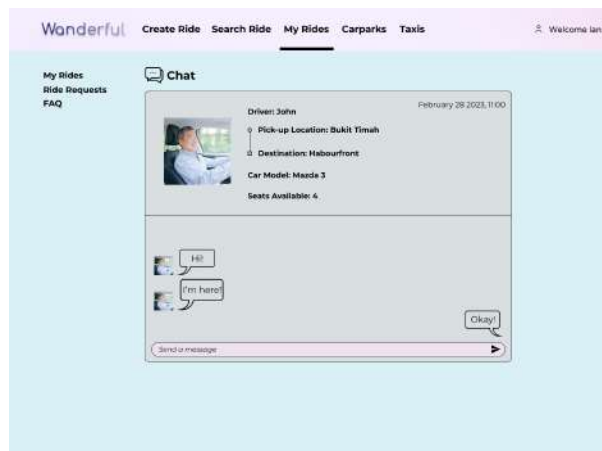 Wanderful
Create Ride Search Ride My Rides Carparks Taxis
Welcome Ian
My Rides
Ride Requests
FAQ
Chat
February 28 2023, 11:00
Driver: John
Pick-up Location: Bukit Timah
Destination: Habourfront
Car Model: Mazda 3
Seats Available: 4
Hi!
I'm here!
Okay!
Send a message